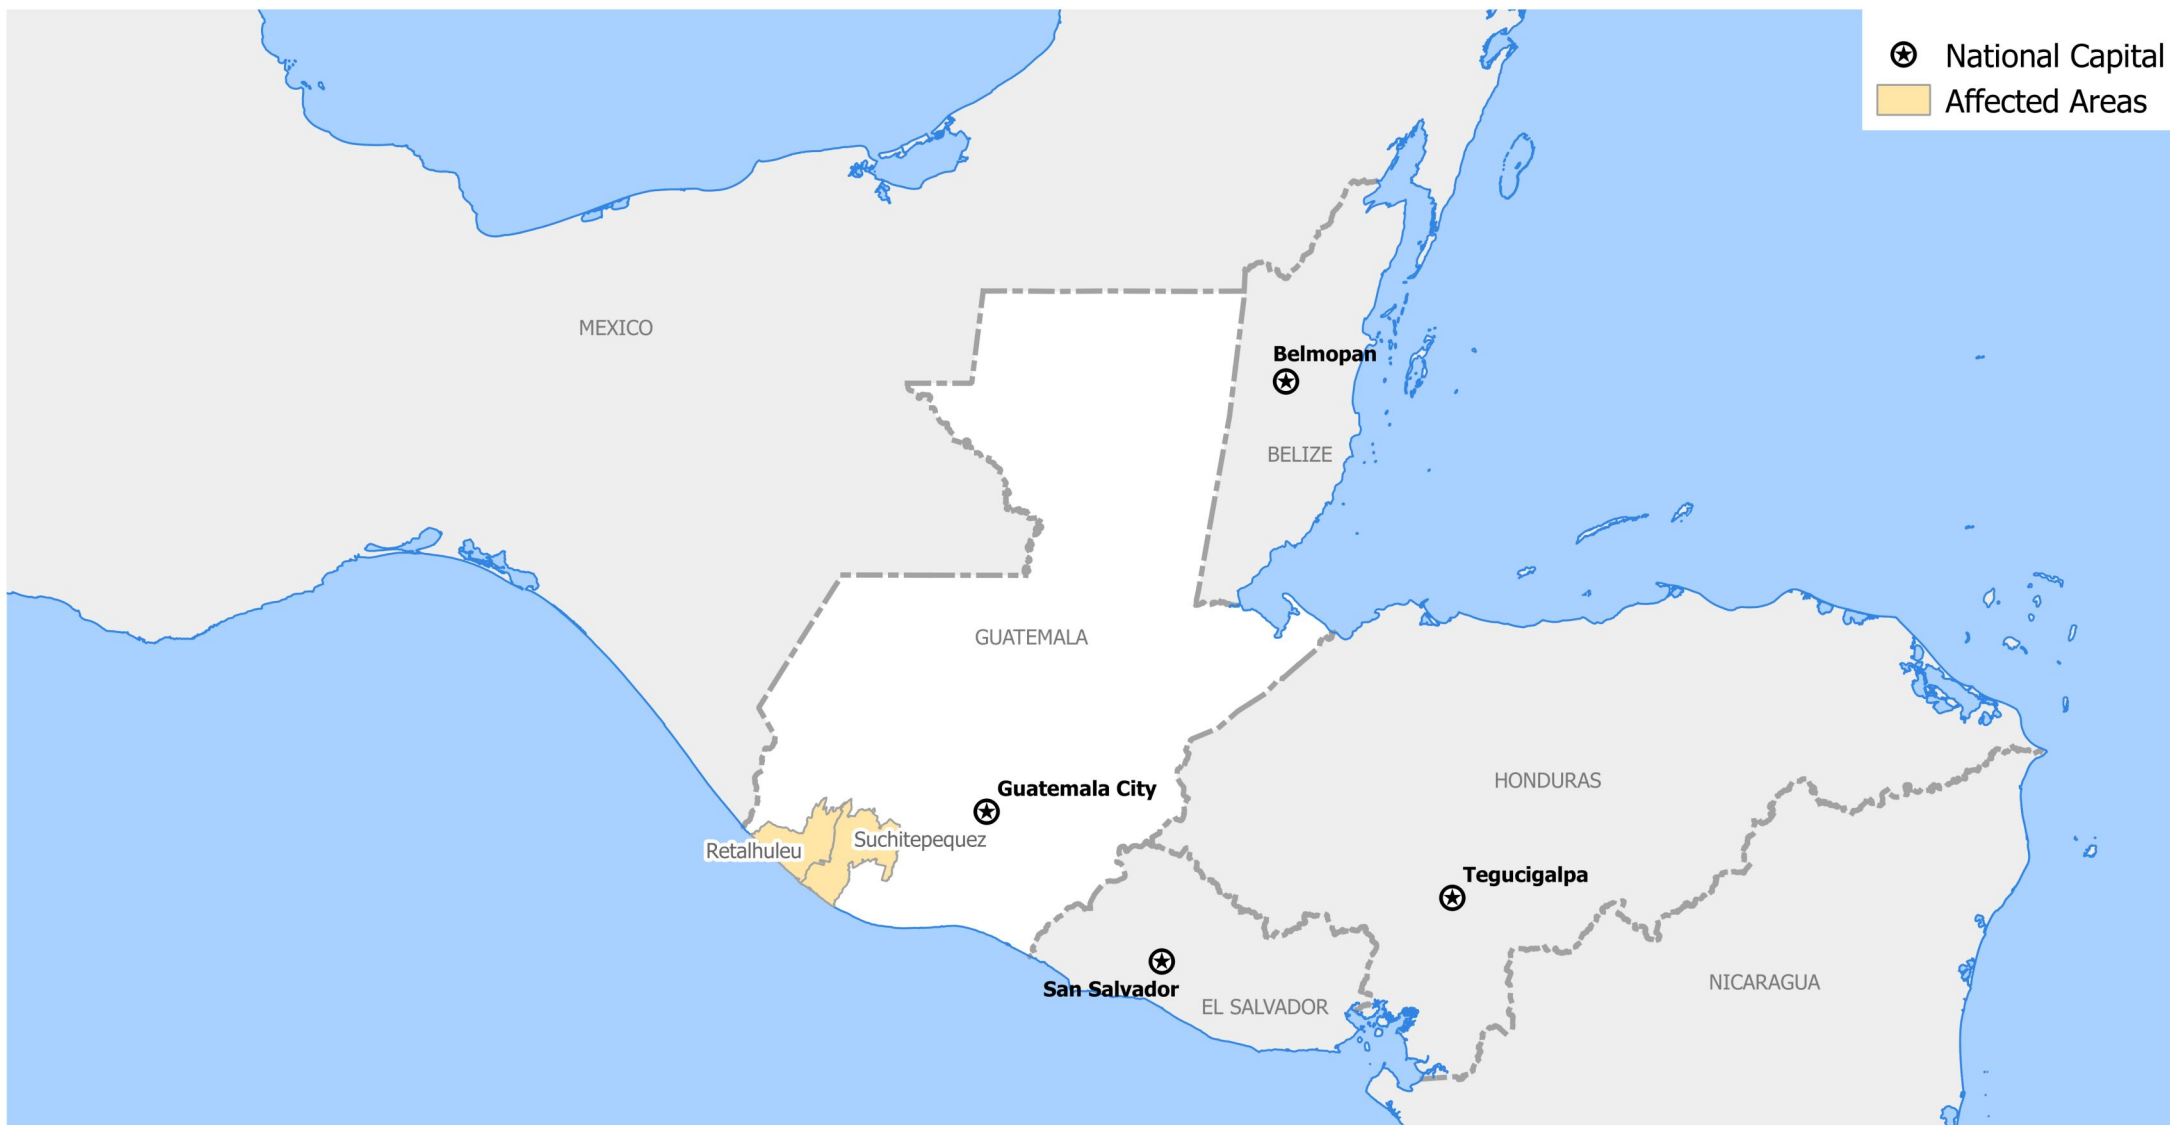 National Capital
Affected Areas
MEXICO
Belmopan
BELIZE
GUATEMALA
HONDURAS
Guatemala City
Retalhuleu
Suchitepequez
Tegucigalpa
San Salvador
EL SALVADOR
NICARAGUA